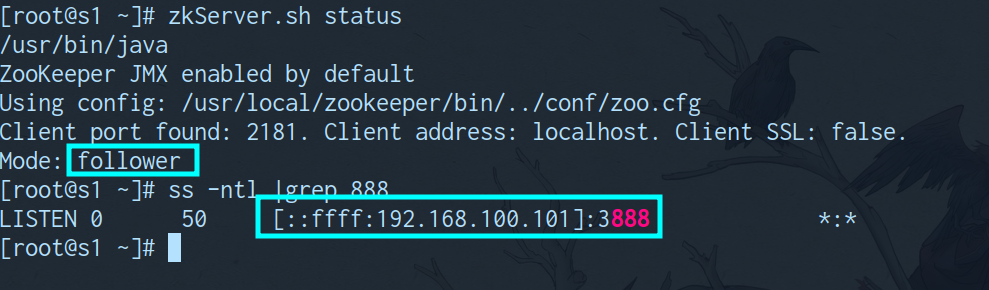 [root@s1 ~]# zkServer.sh status
/usr/bin/java
ZooKeeper JMX enabled by default
Using config: /usr/local/zookeeper/bin/../conf/zoo.cfg
Client port found: 2181. Client address: localhost. Client SSL: false.
Mode: follower
[root@s1 ~]# ss -ntl |grep 888
LISTEN 0      50     [::ffff:192.168.100.101]:3888             *:*
[root@s1 ~]#